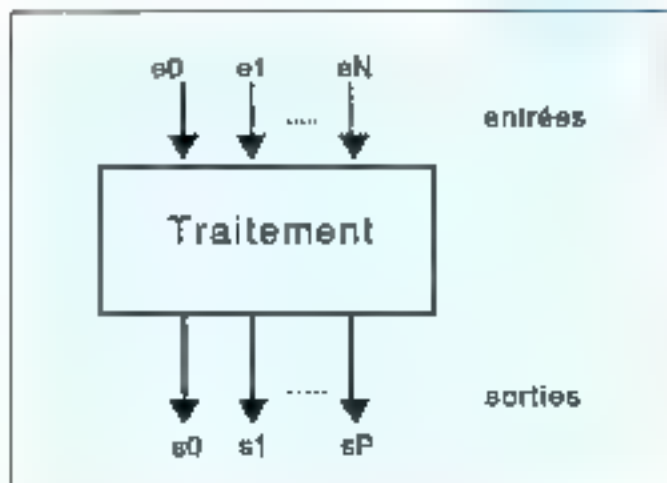 e0 e1 eN
..... entrées
Traitement
...... sorties
s0 s1 sP